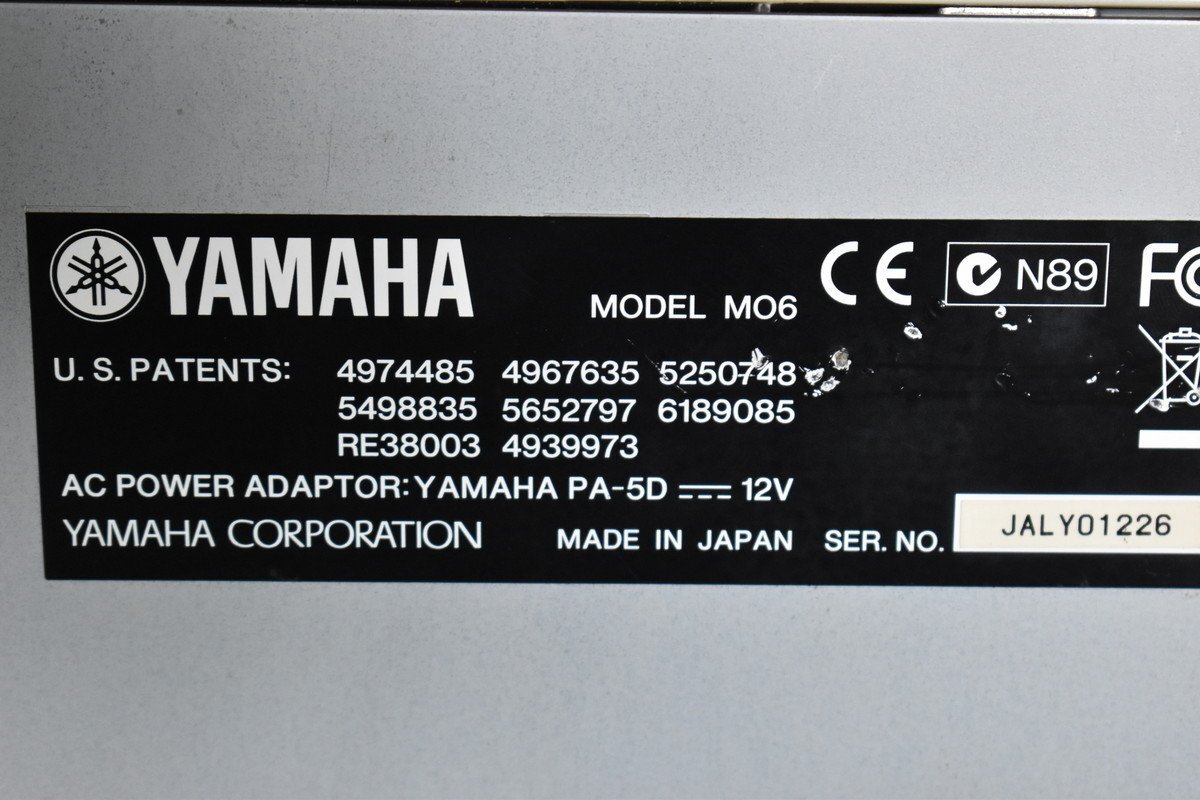 YAMAHA
MODEL MO6
CE
N89
FC
U. S. PATENTS: 4974485 4967635 5250748
5498835 5652797 6189085
RE38003 4939973
AC POWER ADAPTOR: YAMAHA PA-5D ⎓ 12V
YAMAHA CORPORATION MADE IN JAPAN SER. NO. JALY01226